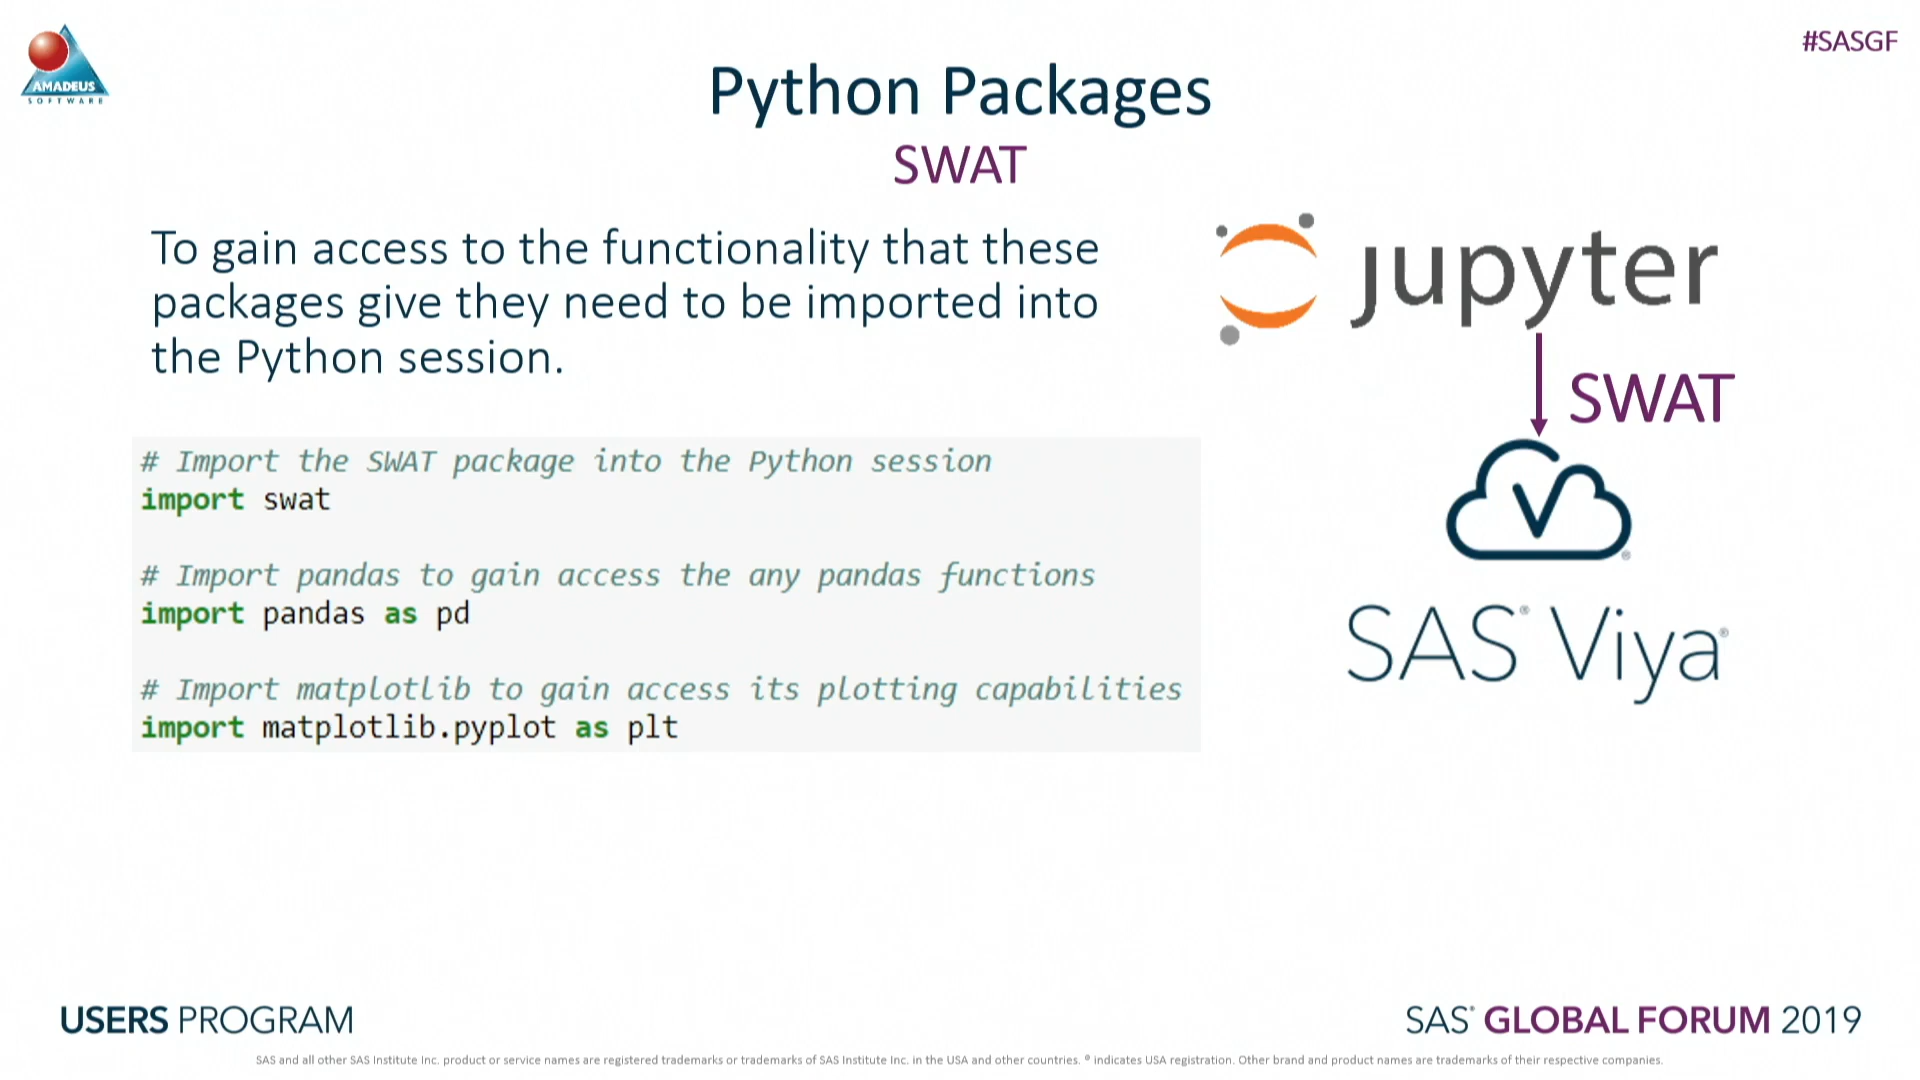 AMADEUS
SOFTWARE
#SASGF
Python Packages
SWAT
To gain access to the functionality that these
packages give they need to be imported into
the Python session.
# Import the SWAT package into the Python session
import swat
# Import pandas to gain access the any pandas functions
import pandas as pd
# Import matplotlib to gain access its plotting capabilities
import matplotlib.pyplot as plt
jupyter
SWAT
SAS® Viya®
USERS PROGRAM
SAS® GLOBAL FORUM 2019
SAS and all other SAS Institute Inc. product or service names are registered trademarks or trademarks of SAS Institute Inc. in the USA and other countries. ® indicates USA registration. Other brand and product names are trademarks of their respective companies.